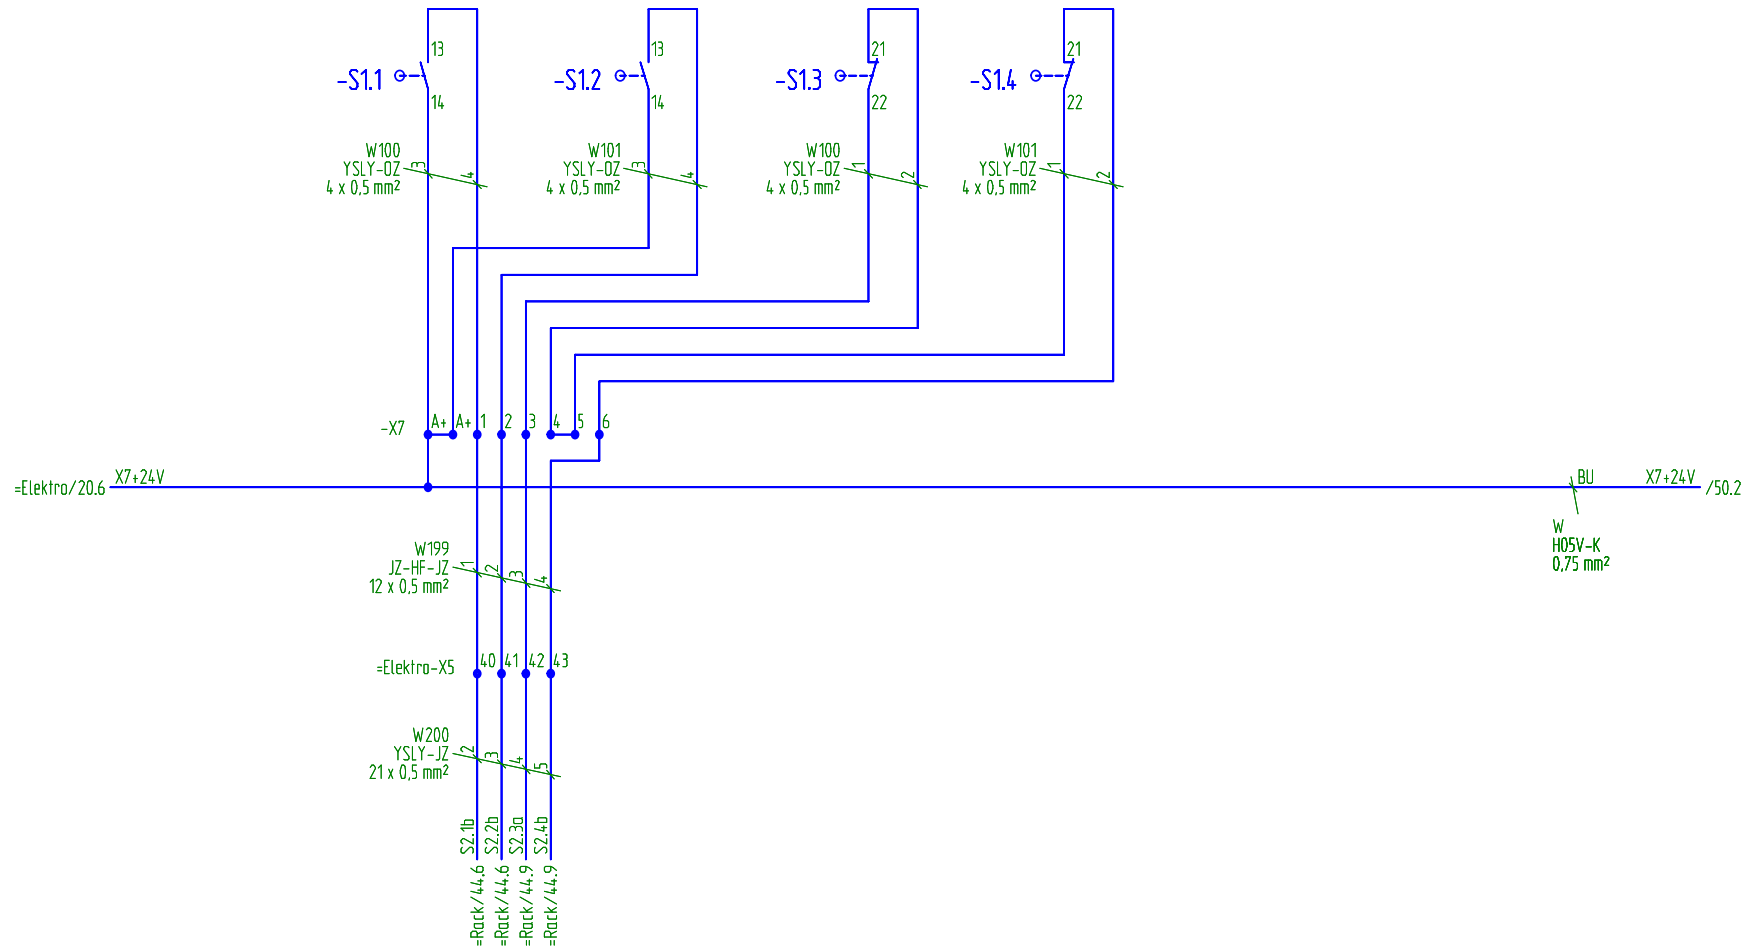 13
13
21
21
-S1.1
-S1.2
-S1.3
-S1.4
14
14
22
22
W100
YSLY-OZ
4 x 0,5 mm²
3
4
W101
YSLY-OZ
4 x 0,5 mm²
3
4
W100
YSLY-OZ
4 x 0,5 mm²
1
2
W101
YSLY-OZ
4 x 0,5 mm²
1
2
-X7
A+
A+
1
2
3
4
5
6
=Elektro/20.6
X7+24V
BU
X7+24V
/50.2
W
H05V-K
0,75 mm²
W199
JZ-HF-JZ
12 x 0,5 mm²
1
2
3
4
=Elektro-X5
40
41
42
43
W200
YSLY-JZ
21 x 0,5 mm²
2
3
4
5
S2.1b
S2.2b
S2.3a
S2.4b
=Rack/44.6
=Rack/44.6
=Rack/44.9
=Rack/44.9